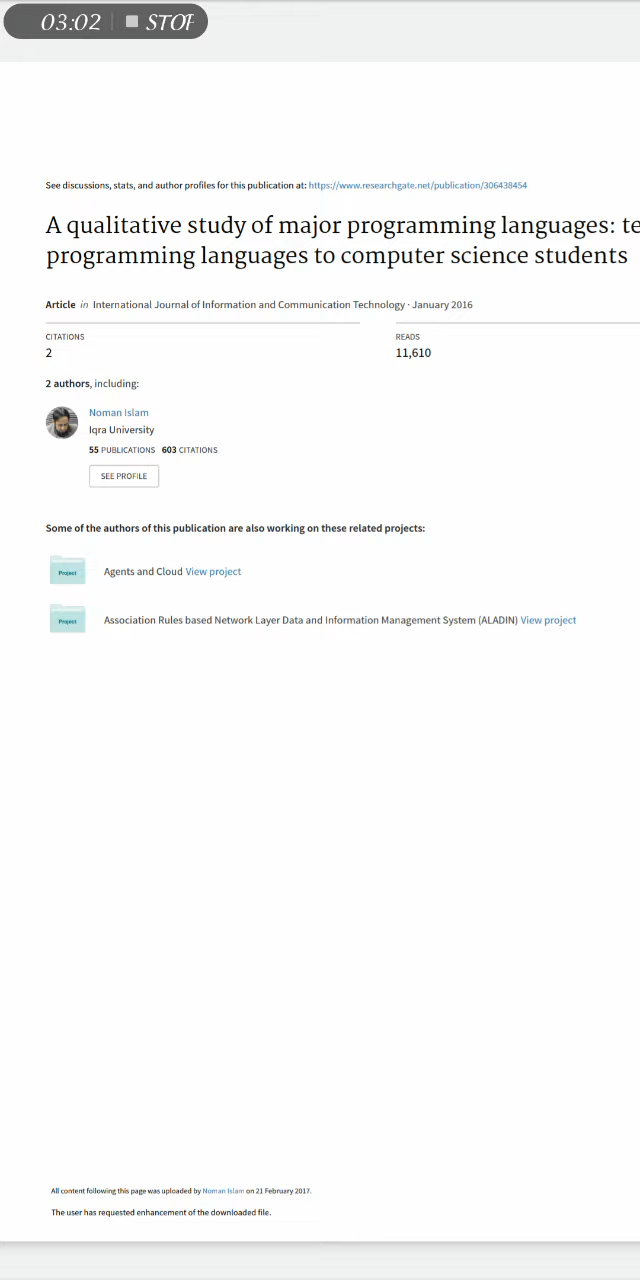 03:02 STOP
See discussions, stats, and author profiles for this publication at: https://www.researchgate.net/publication/306438454
A qualitative study of major programming languages: te
programming languages to computer science students
Article in International Journal of Information and Communication Technology · January 2016
CITATIONS READS
2 11,610
2 authors, including:
Noman Islam
Iqra University
55 PUBLICATIONS 603 CITATIONS
SEE PROFILE
Some of the authors of this publication are also working on these related projects:
Project Agents and Cloud View project
Project Association Rules based Network Layer Data and Information Management System (ALADIN) View project
All content following this page was uploaded by Noman Islam on 21 February 2017.
The user has requested enhancement of the downloaded file.